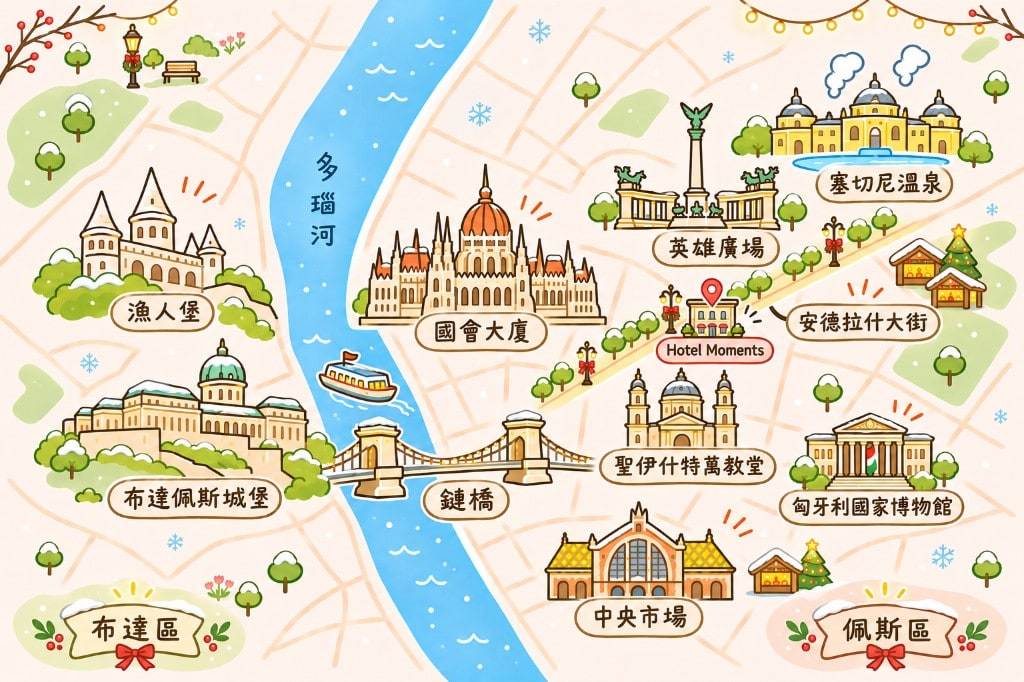 多瑙河
塞切尼溫泉
英雄廣場
漁人堡
國會大廈
安德拉什大街
Hotel Moments
聖伊什特萬教堂
布達佩斯城堡
鏈橋
匈牙利國家博物館
中央市場
布達區
佩斯區